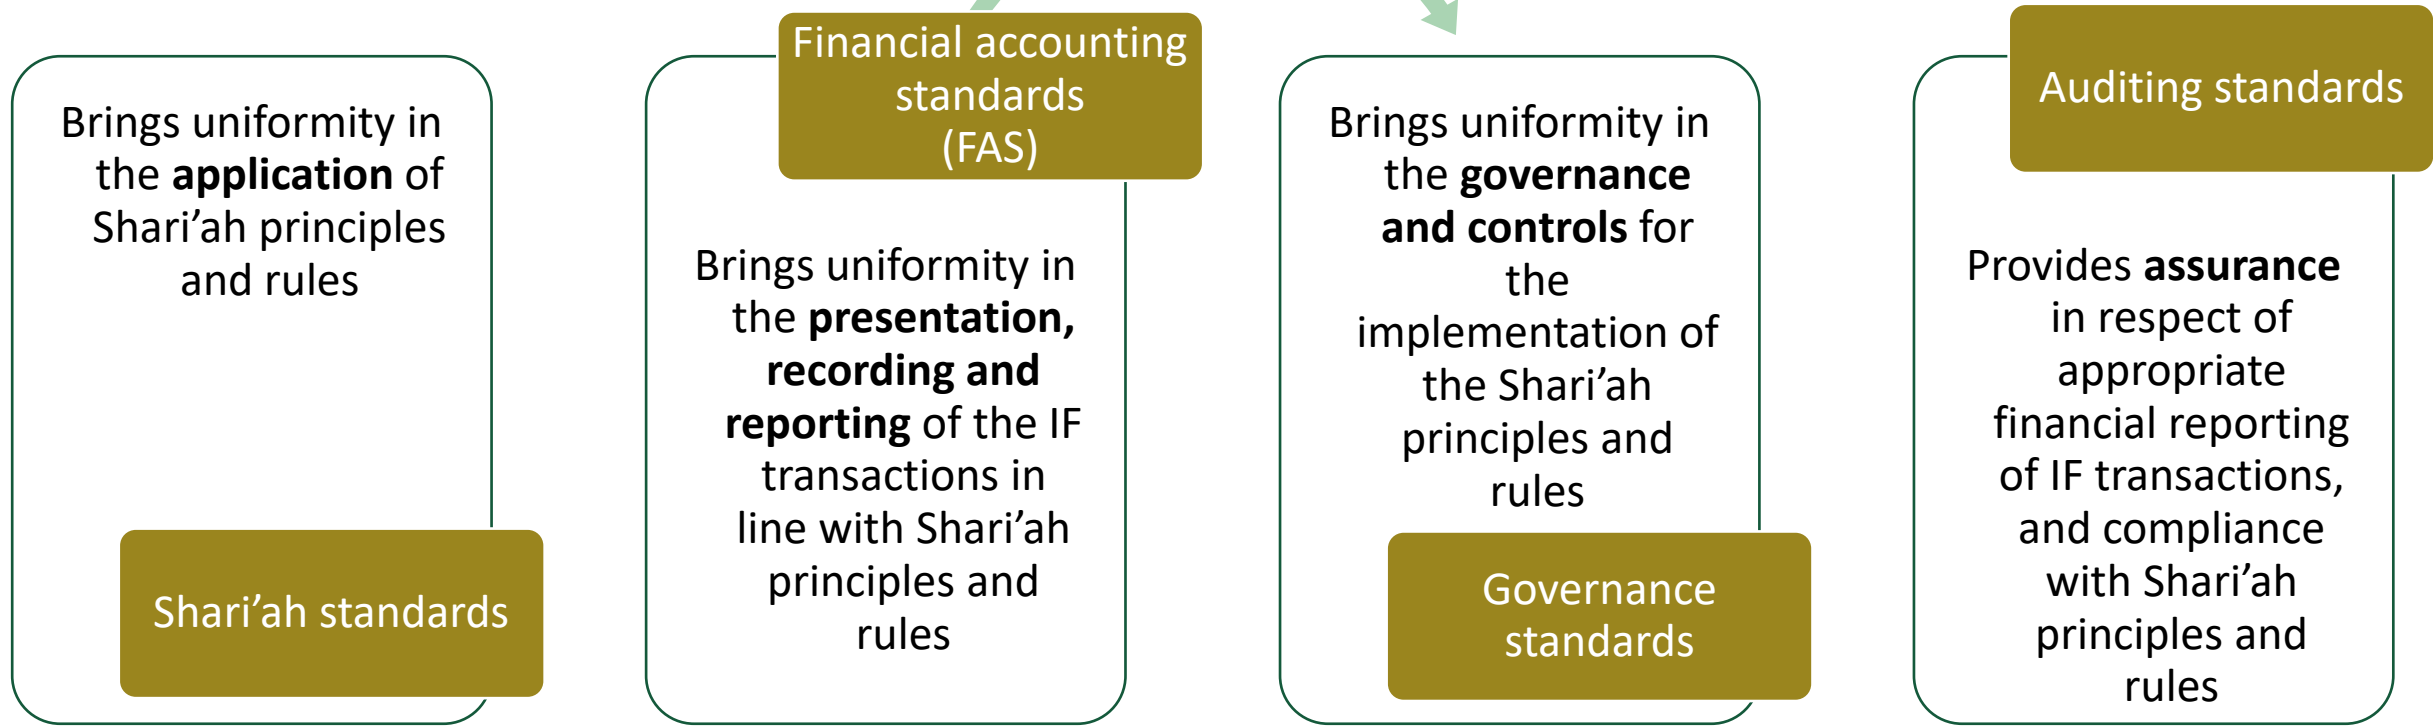 Brings uniformity in
the application of
Shari’ah principles
and rules
Shari’ah standards
Financial accounting
standards
(FAS)
Brings uniformity in
the presentation,
recording and
reporting of the IF
transactions in
line with Shari’ah
principles and
rules
Brings uniformity in
the governance
and controls for
the
implementation of
the Shari’ah
principles and
rules
Governance
standards
Auditing standards
Provides assurance
in respect of
appropriate
financial reporting
of IF transactions,
and compliance
with Shari’ah
principles and
rules